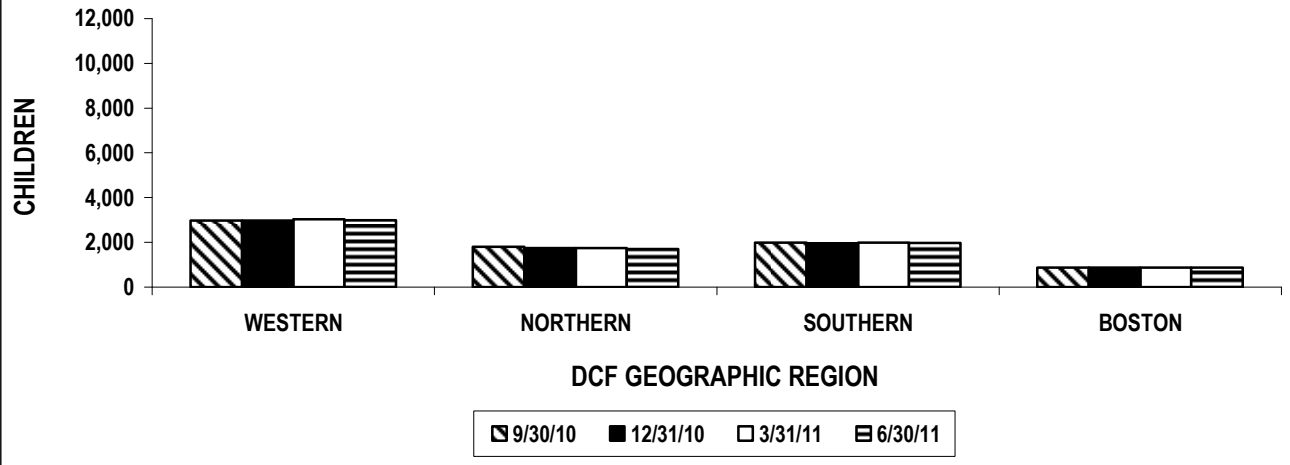 12,000
10,000
8,000
6,000
4,000
2,000
0
CHILDREN
WESTERN NORTHERN SOUTHERN BOSTON
DCF GEOGRAPHIC REGION
9/30/10 12/31/10 3/31/11 6/30/11